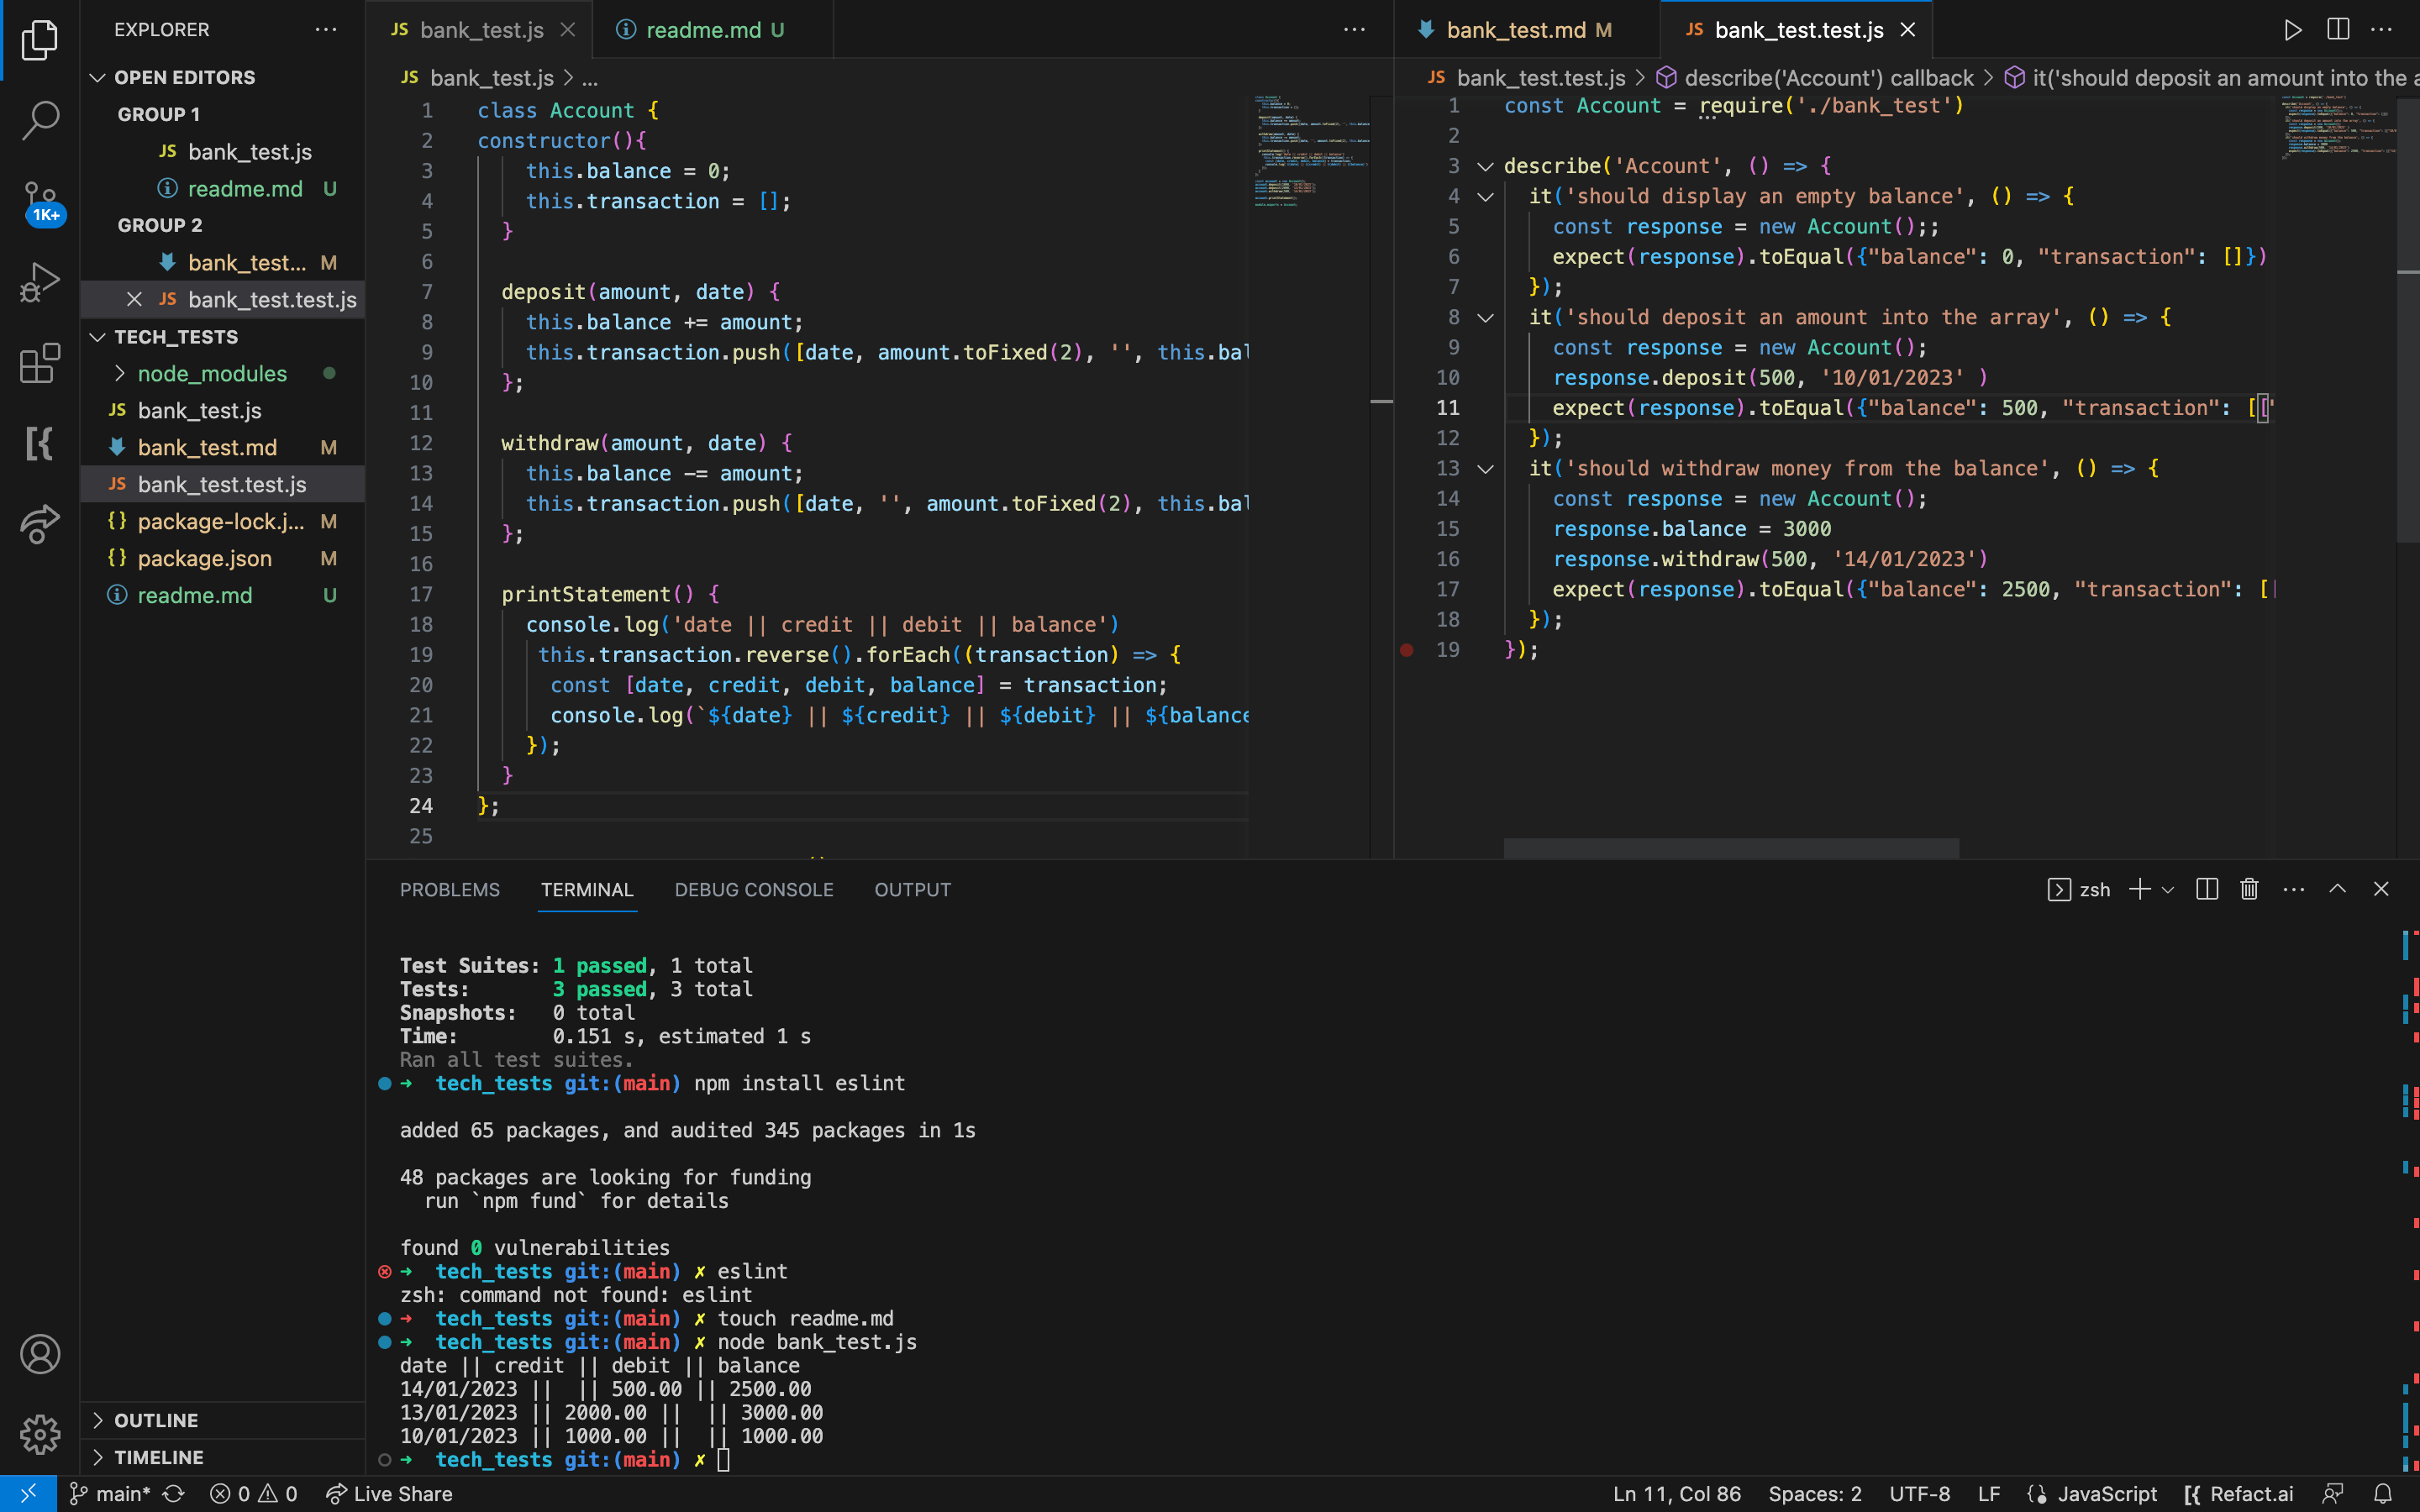 EXPLORER
OPEN EDITORS
GROUP 1
JS bank_test.js
readme.md U
GROUP 2
bank_test... M
JS bank_test.test.js
TECH_TESTS
node_modules
JS bank_test.js
bank_test.md M
JS bank_test.test.js
{} package-lock.j... M
{} package.json M
readme.md U
OUTLINE
TIMELINE
1K+
JS bank_test.js
readme.md U
JS bank_test.js > ...
1 class Account {
2 constructor(){
3 this.balance = 0;
4 this.transaction = [];
5 }
6
7 deposit(amount, date) {
8 this.balance += amount;
9 this.transaction.push([date, amount.toFixed(2), '', this.bal
10 };
11
12 withdraw(amount, date) {
13 this.balance -= amount;
14 this.transaction.push([date, '', amount.toFixed(2), this.bal
15 };
16
17 printStatement() {
18 console.log('date || credit || debit || balance')
19 this.transaction.reverse().forEach((transaction) => {
20 const [date, credit, debit, balance] = transaction;
21 console.log(`${date} || ${credit} || ${debit} || ${balance
22 });
23 }
24 };
25
bank_test.md M
JS bank_test.test.js
JS bank_test.test.js > describe('Account') callback > it('should deposit an amount into the a
1 const Account = require('./bank_test')
2
3 describe('Account', () => {
4 it('should display an empty balance', () => {
5 const response = new Account();;
6 expect(response).toEqual({"balance": 0, "transaction": []})
7 });
8 it('should deposit an amount into the array', () => {
9 const response = new Account();
10 response.deposit(500, '10/01/2023' )
11 expect(response).toEqual({"balance": 500, "transaction": [["
12 });
13 it('should withdraw money from the balance', () => {
14 const response = new Account();
15 response.balance = 3000
16 response.withdraw(500, '14/01/2023')
17 expect(response).toEqual({"balance": 2500, "transaction": [
18 });
19 });
PROBLEMS TERMINAL DEBUG CONSOLE OUTPUT
zsh
Test Suites: 1 passed, 1 total
Tests: 3 passed, 3 total
Snapshots: 0 total
Time: 0.151 s, estimated 1 s
Ran all test suites.
➜ tech_tests git:(main) npm install eslint
added 65 packages, and audited 345 packages in 1s
48 packages are looking for funding
run `npm fund` for details
found 0 vulnerabilities
➜ tech_tests git:(main) ✗ eslint
zsh: command not found: eslint
➜ tech_tests git:(main) ✗ touch readme.md
➜ tech_tests git:(main) ✗ node bank_test.js
date || credit || debit || balance
14/01/2023 ||  || 500.00 || 2500.00
13/01/2023 || 2000.00 ||  || 3000.00
10/01/2023 || 1000.00 ||  || 1000.00
➜ tech_tests git:(main) ✗
main* 0 0 Live Share
Ln 11, Col 86 Spaces: 2 UTF-8 LF JavaScript Refact.ai